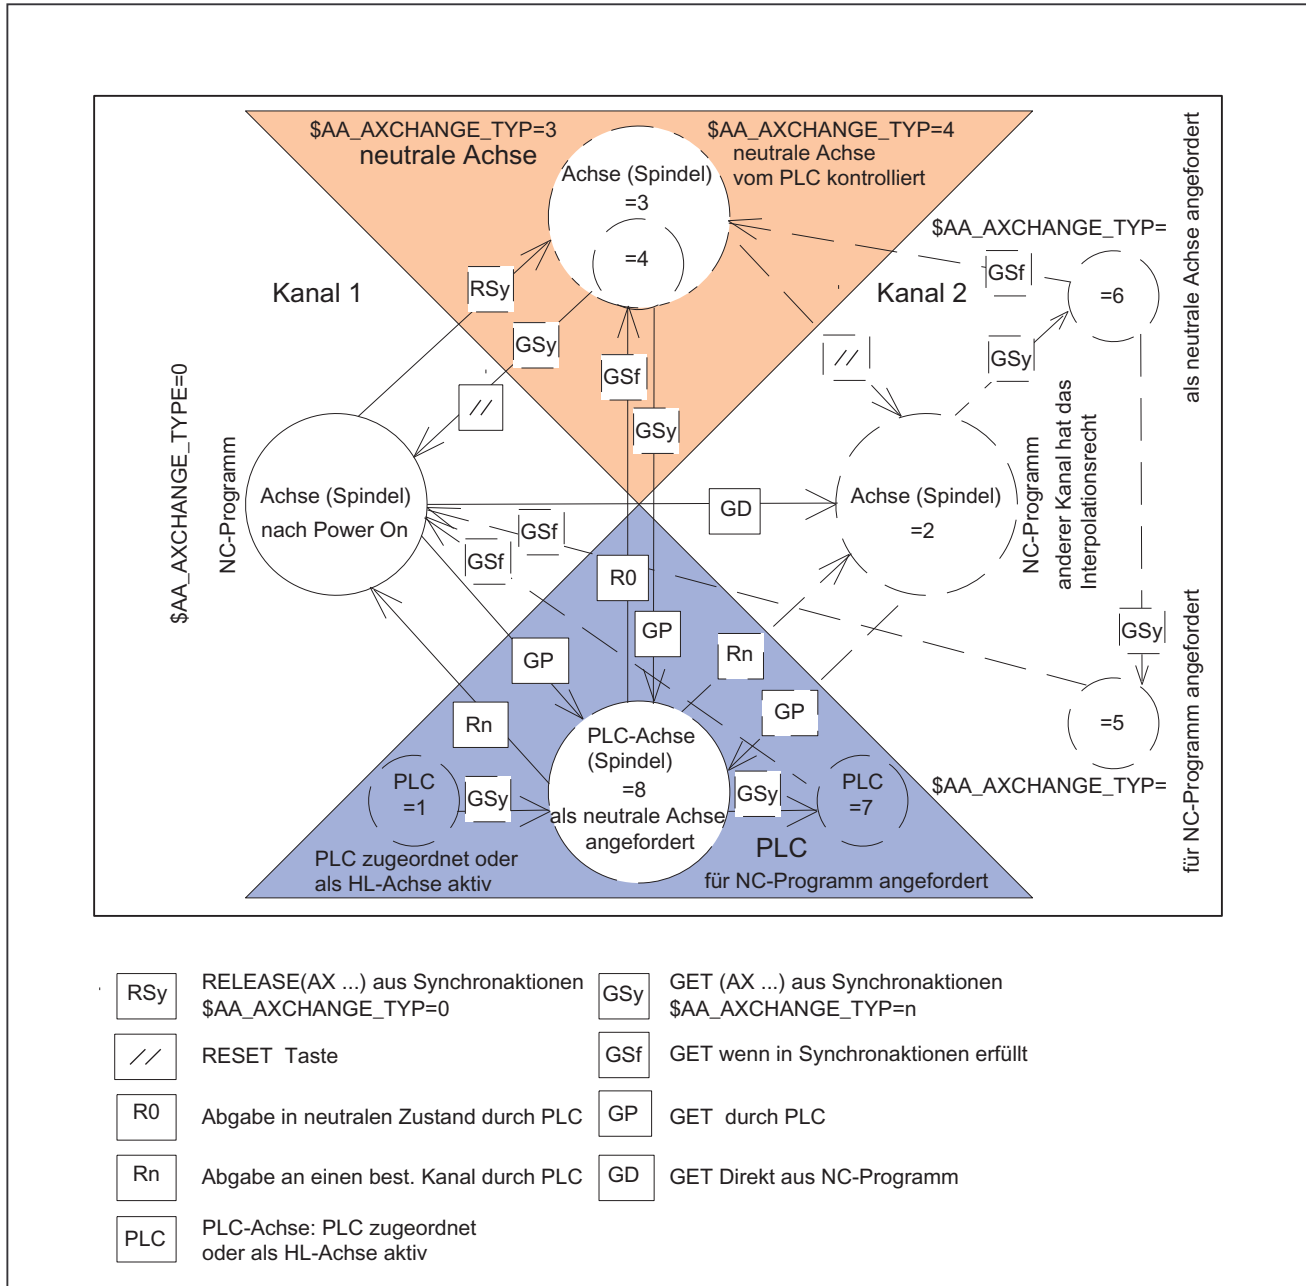 $AA_AXCHANGE_TYP=3
neutrale Achse
$AA_AXCHANGE_TYP=4
neutrale Achse
vom PLC kontrolliert
Achse (Spindel)
=3
=4
Kanal 1
Kanal 2
RSy
GSy
//
GSf
GSy
$AA_AXCHANGE_TYP=
GSf
=6
GSy
//
als neutrale Achse angefordert
$AA_AXCHANGE_TYPE=0
NC-Programm
Achse (Spindel)
nach Power On
GD
Achse (Spindel)
=2
NC-Programm
anderer Kanal hat das
Interpolationsrecht
GSf
GSf
R0
GP
GP
Rn
Rn
GP
GSy
=5
$AA_AXCHANGE_TYP=
für NC-Programm angefordert
PLC
=1
GSy
PLC-Achse
(Spindel)
=8
als neutrale Achse
angefordert
GSy
PLC
=7
PLC zugeordnet oder
als HL-Achse aktiv
PLC
für NC-Programm angefordert
RSy
RELEASE(AX ...) aus Synchronaktionen
$AA_AXCHANGE_TYP=0
GSy
GET (AX ...) aus Synchronaktionen
$AA_AXCHANGE_TYP=n
//
RESET Taste
GSf
GET wenn in Synchronaktionen erfüllt
R0
Abgabe in neutralen Zustand durch PLC
GP
GET durch PLC
Rn
Abgabe an einen best. Kanal durch PLC
GD
GET Direkt aus NC-Programm
PLC
PLC-Achse: PLC zugeordnet
oder als HL-Achse aktiv